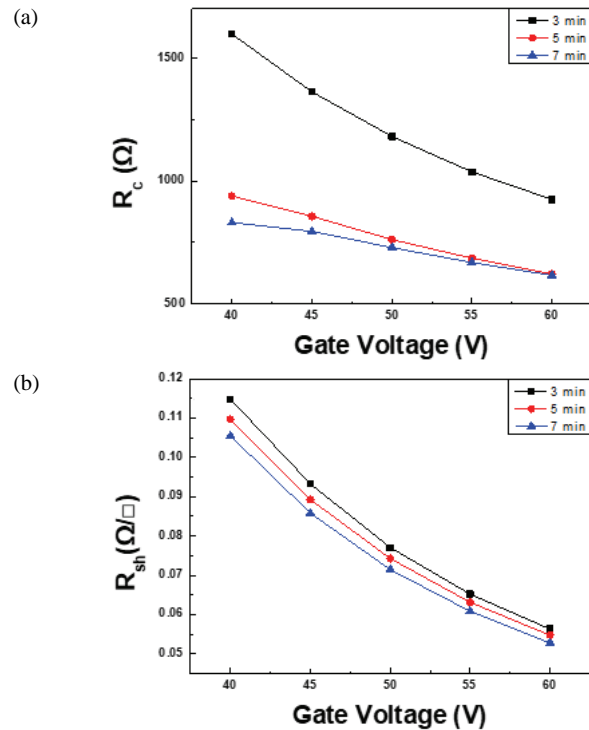 (a)
3 min
5 min
7 min
1500
1000
500
R_c (Ω)
40 45 50 55 60
Gate Voltage (V)
(b)
3 min
5 min
7 min
0.12
0.11
0.10
0.09
0.08
0.07
0.06
0.05
R_sh(Ω/□)
40 45 50 55 60
Gate Voltage (V)